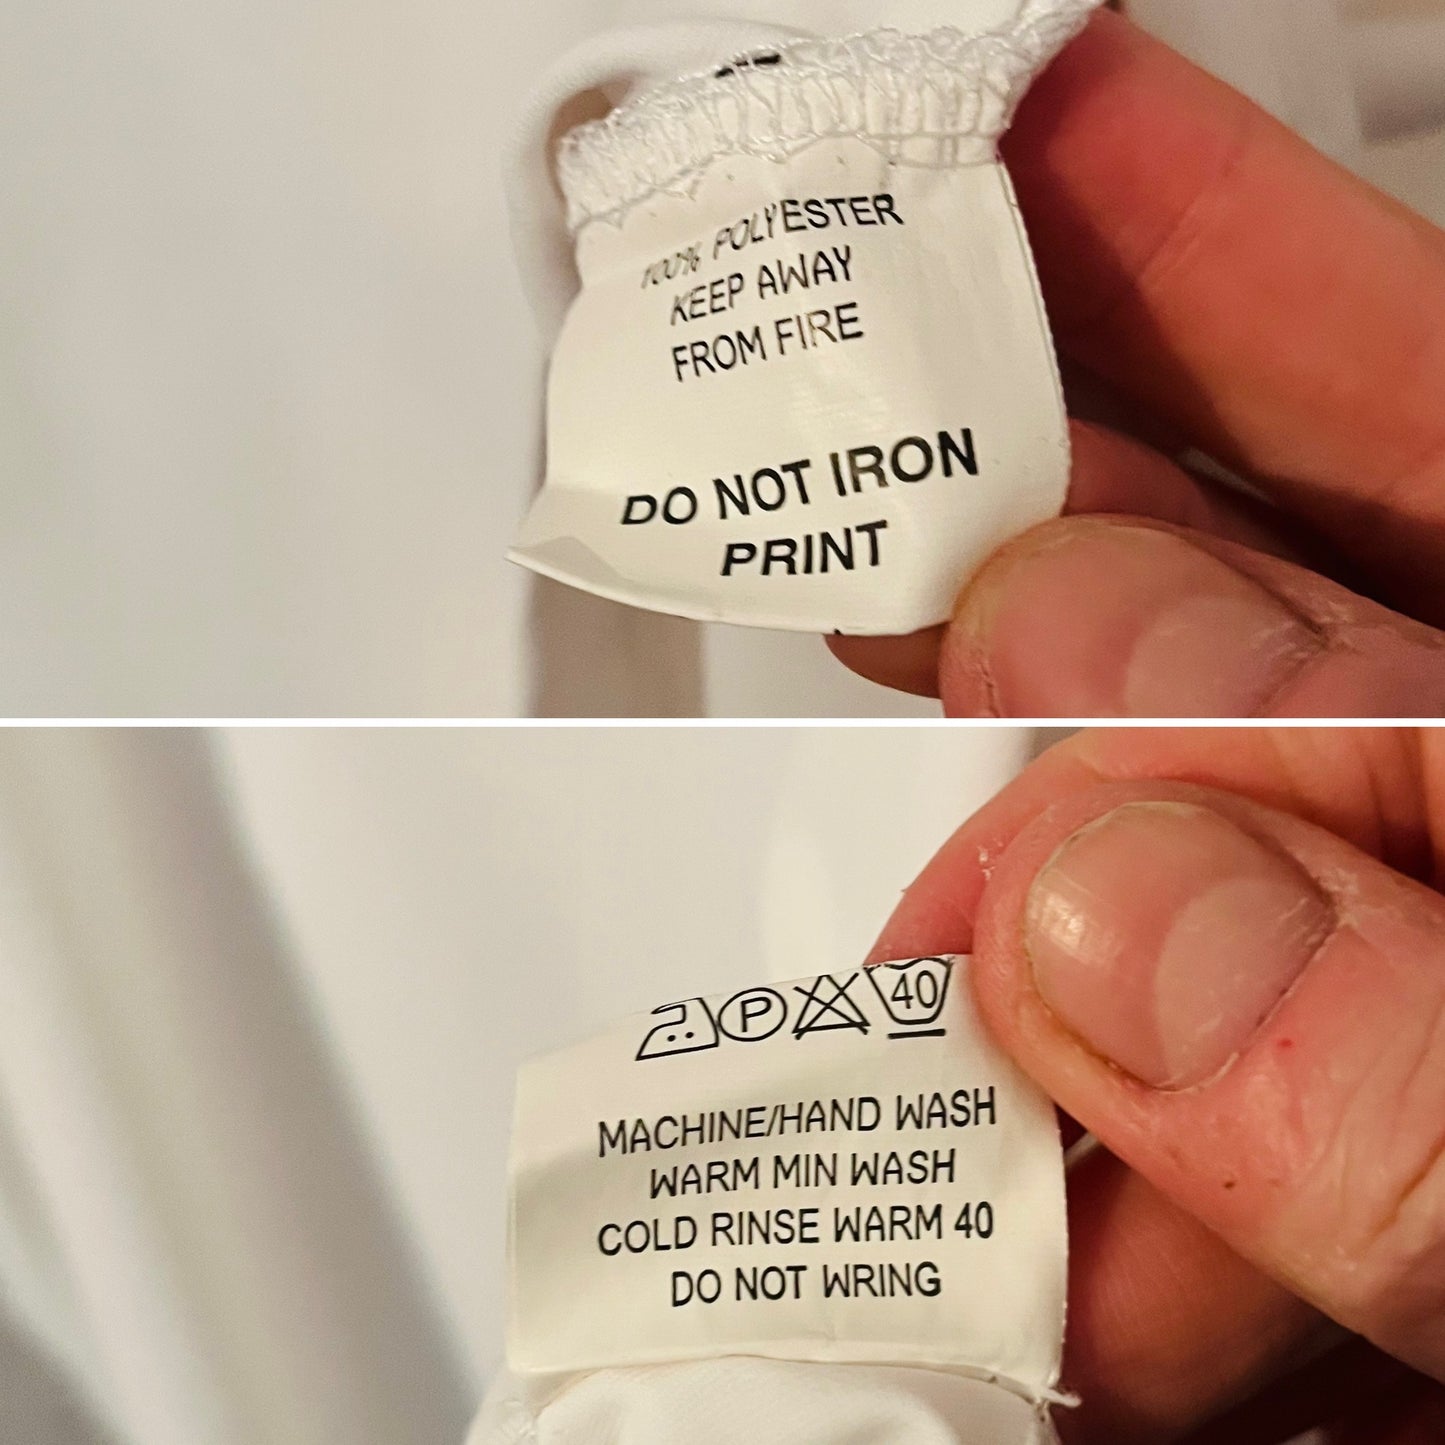 100% POLYESTER
KEEP AWAY
FROM FIRE
DO NOT IRON
PRINT
P 40
MACHINE/HAND WASH
WARM MIN WASH
COLD RINSE WARM 40
DO NOT WRING